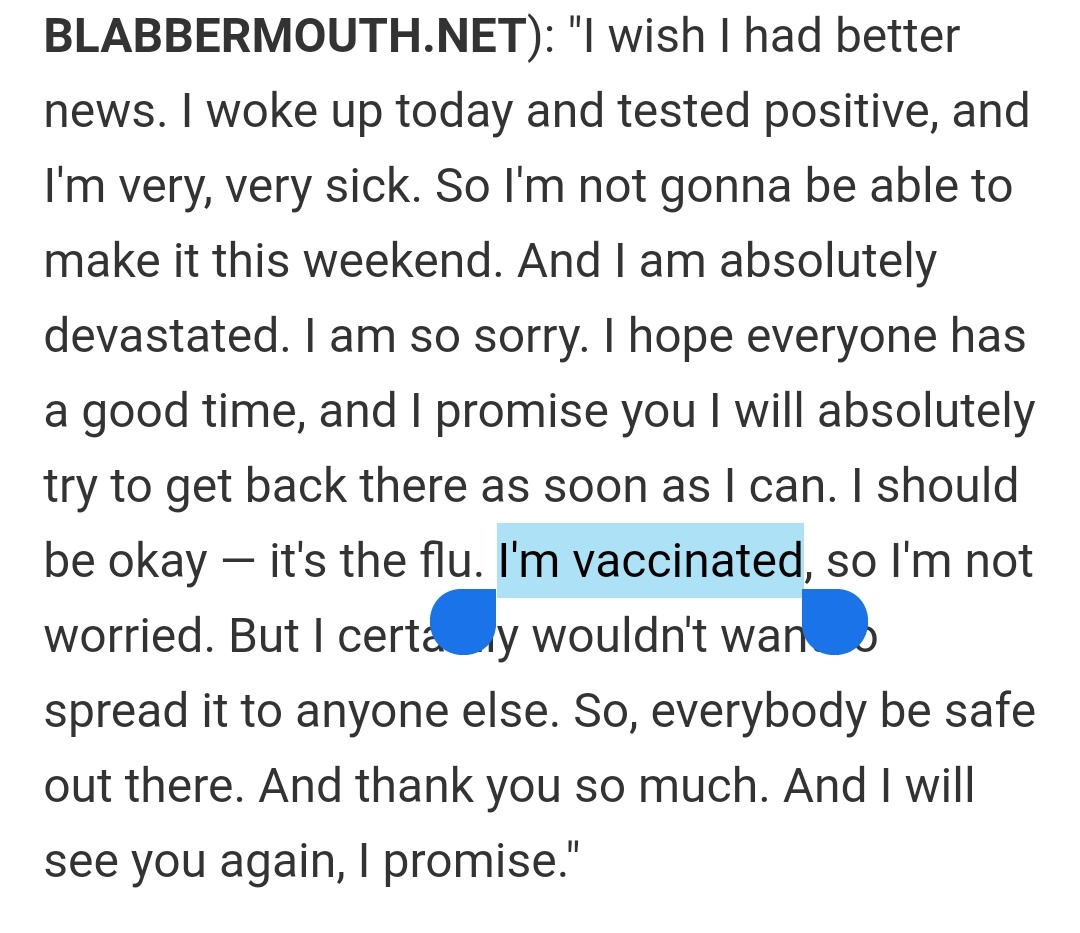 BLABBERMOUTH.NET): "I wish I had better
news. I woke up today and tested positive, and
I'm very, very sick. So I'm not gonna be able to
make it this weekend. And I am absolutely
devastated. I am so sorry. I hope everyone has
a good time, and I promise you I will absolutely
try to get back there as soon as I can. I should
be okay — it's the flu. I'm vaccinated, so I'm not
worried. But I certainly wouldn't want to
spread it to anyone else. So, everybody be safe
out there. And thank you so much. And I will
see you again, I promise."